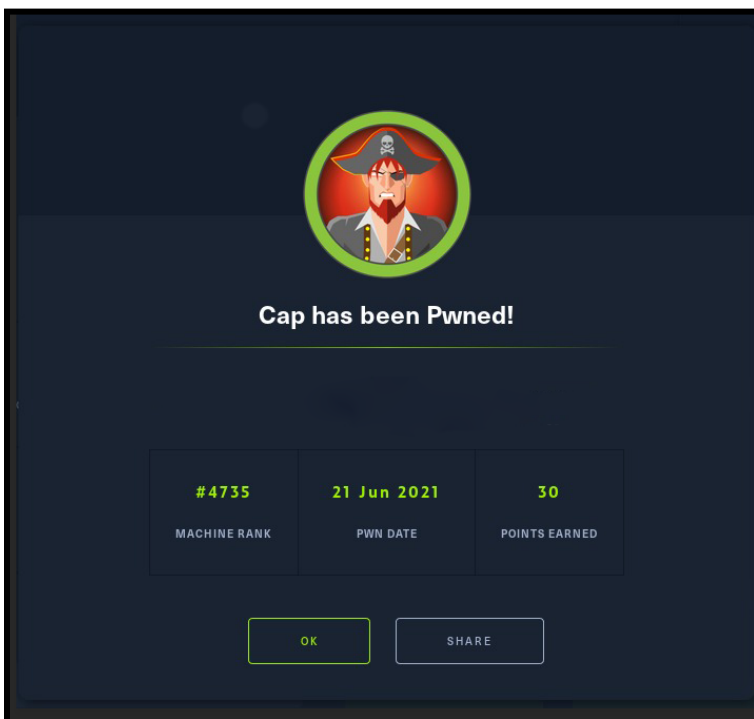 Cap has been Pwned!
#4735 21 Jun 2021 30
MACHINE RANK PWN DATE POINTS EARNED
OK SHARE